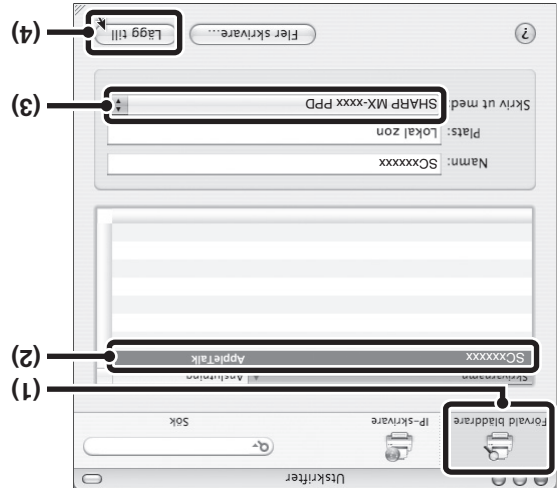 Utskrifter
Förvald bläddrare
IP-skrivare
Sök
(1)
Skrivarnamn Anslutning
SCxxxxxx AppleTalk
(2)
Namn: SCxxxxxx
Plats: Lokal zon
Skriv ut med: SHARP MX-xxxx PPD
(3)
? Fler skrivare... Lägg till
(4)